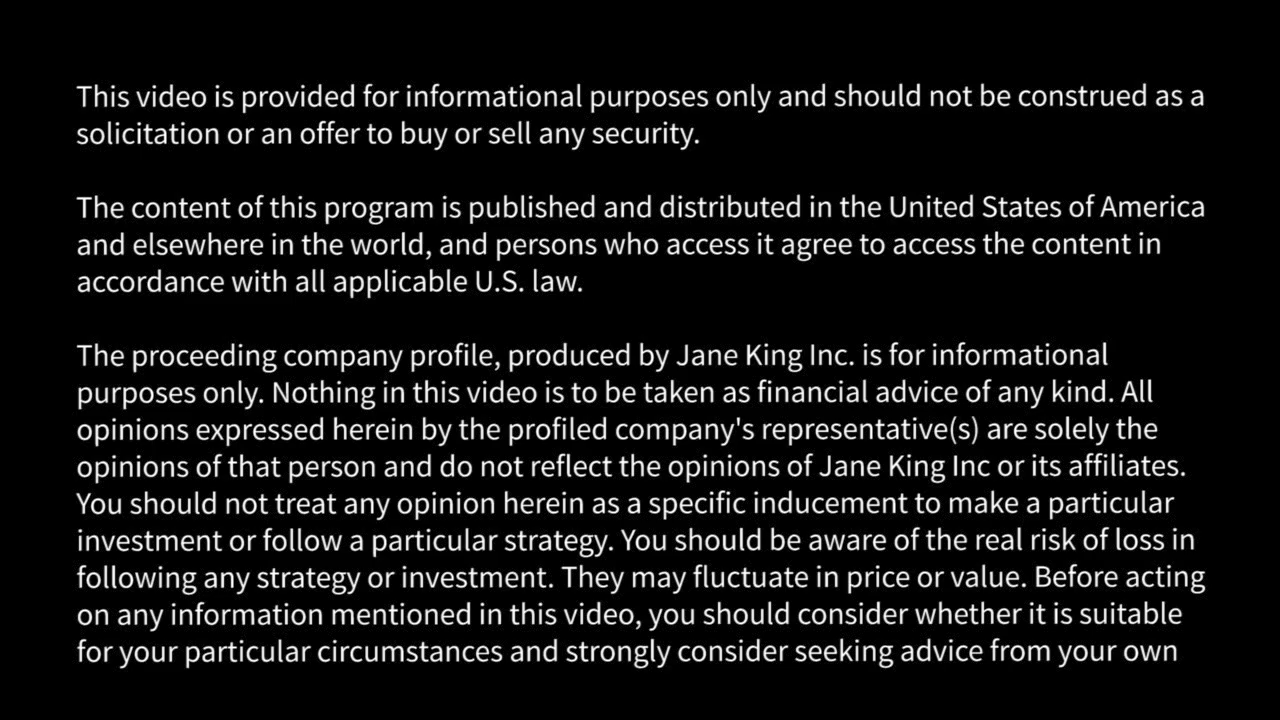 This video is provided for informational purposes only and should not be construed as a
solicitation or an offer to buy or sell any security.
The content of this program is published and distributed in the United States of America
and elsewhere in the world, and persons who access it agree to access the content in
accordance with all applicable U.S. law.
The proceeding company profile, produced by Jane King Inc. is for informational
purposes only. Nothing in this video is to be taken as financial advice of any kind. All
opinions expressed herein by the profiled company's representative(s) are solely the
opinions of that person and do not reflect the opinions of Jane King Inc or its affiliates.
You should not treat any opinion herein as a specific inducement to make a particular
investment or follow a particular strategy. You should be aware of the real risk of loss in
following any strategy or investment. They may fluctuate in price or value. Before acting
on any information mentioned in this video, you should consider whether it is suitable
for your particular circumstances and strongly consider seeking advice from your own